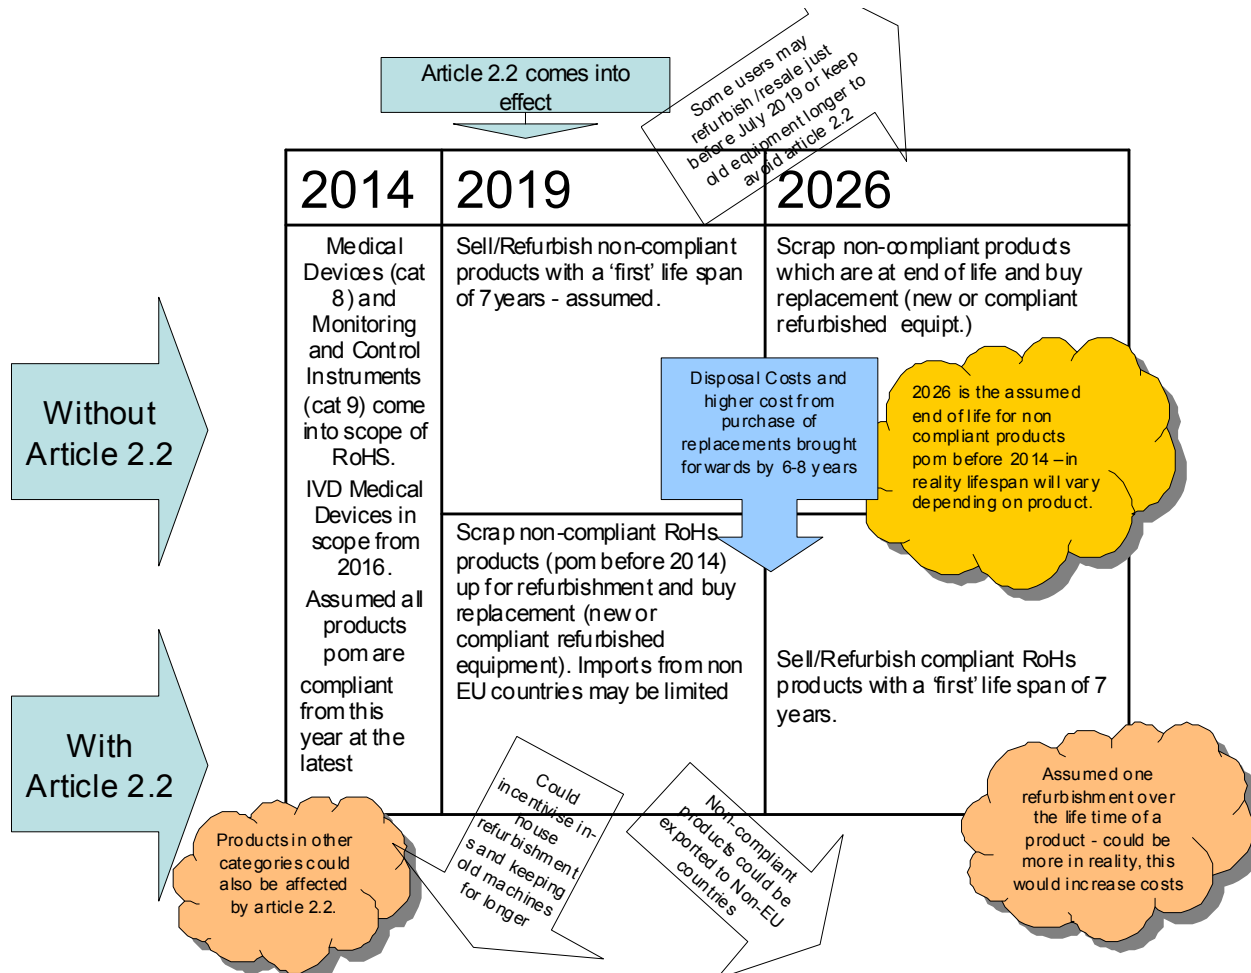 Article 2.2 comes into
effect
Some users may
refurbish /resale just
before July 2019 or keep
old equipment longer to
avoid article 2.2
2014
2019
2026
Without
Article 2.2
Medical
Devices (cat
8) and
Monitoring
and Control
Instruments
(cat 9) come
into scope of
RoHS.
IVD Medical
Devices in
scope from
2016.
Assumed all
products
pom are
compliant
from this
year at the
latest
Sell/Refurbish non-compliant
products with a ‘first’ life span
of 7years - assumed.
Scrap non-compliant products
which are at end of life and buy
replacement (new or compliant
refurbished equipt.)
Disposal Costs and
higher cost from
purchase of
replacements brought
forwards by 6-8 years
2026 is the assumed
end of life for non
compliant products
pom before 2014 –in
reality lifespan will vary
depending on product.
With
Article 2.2
Scrap non-compliant RoHs
products (pom before 2014)
up for refurbishment and buy
replacement (new or
compliant refurbished
equipment). Imports from non
EU countries may be limited
Sell/Refurbish compliant RoHs
products with a ‘first’ life span of 7
years.
Products in other
categories could
also be affected
by article 2.2.
Could
incentivise in-
house
refurbishment
s and keeping
old machines
for longer
Non-compliant
products could be
exported to Non-EU
countries
Assumed one
refurbishment over
the life time of a
product - could be
more in reality, this
would increase costs